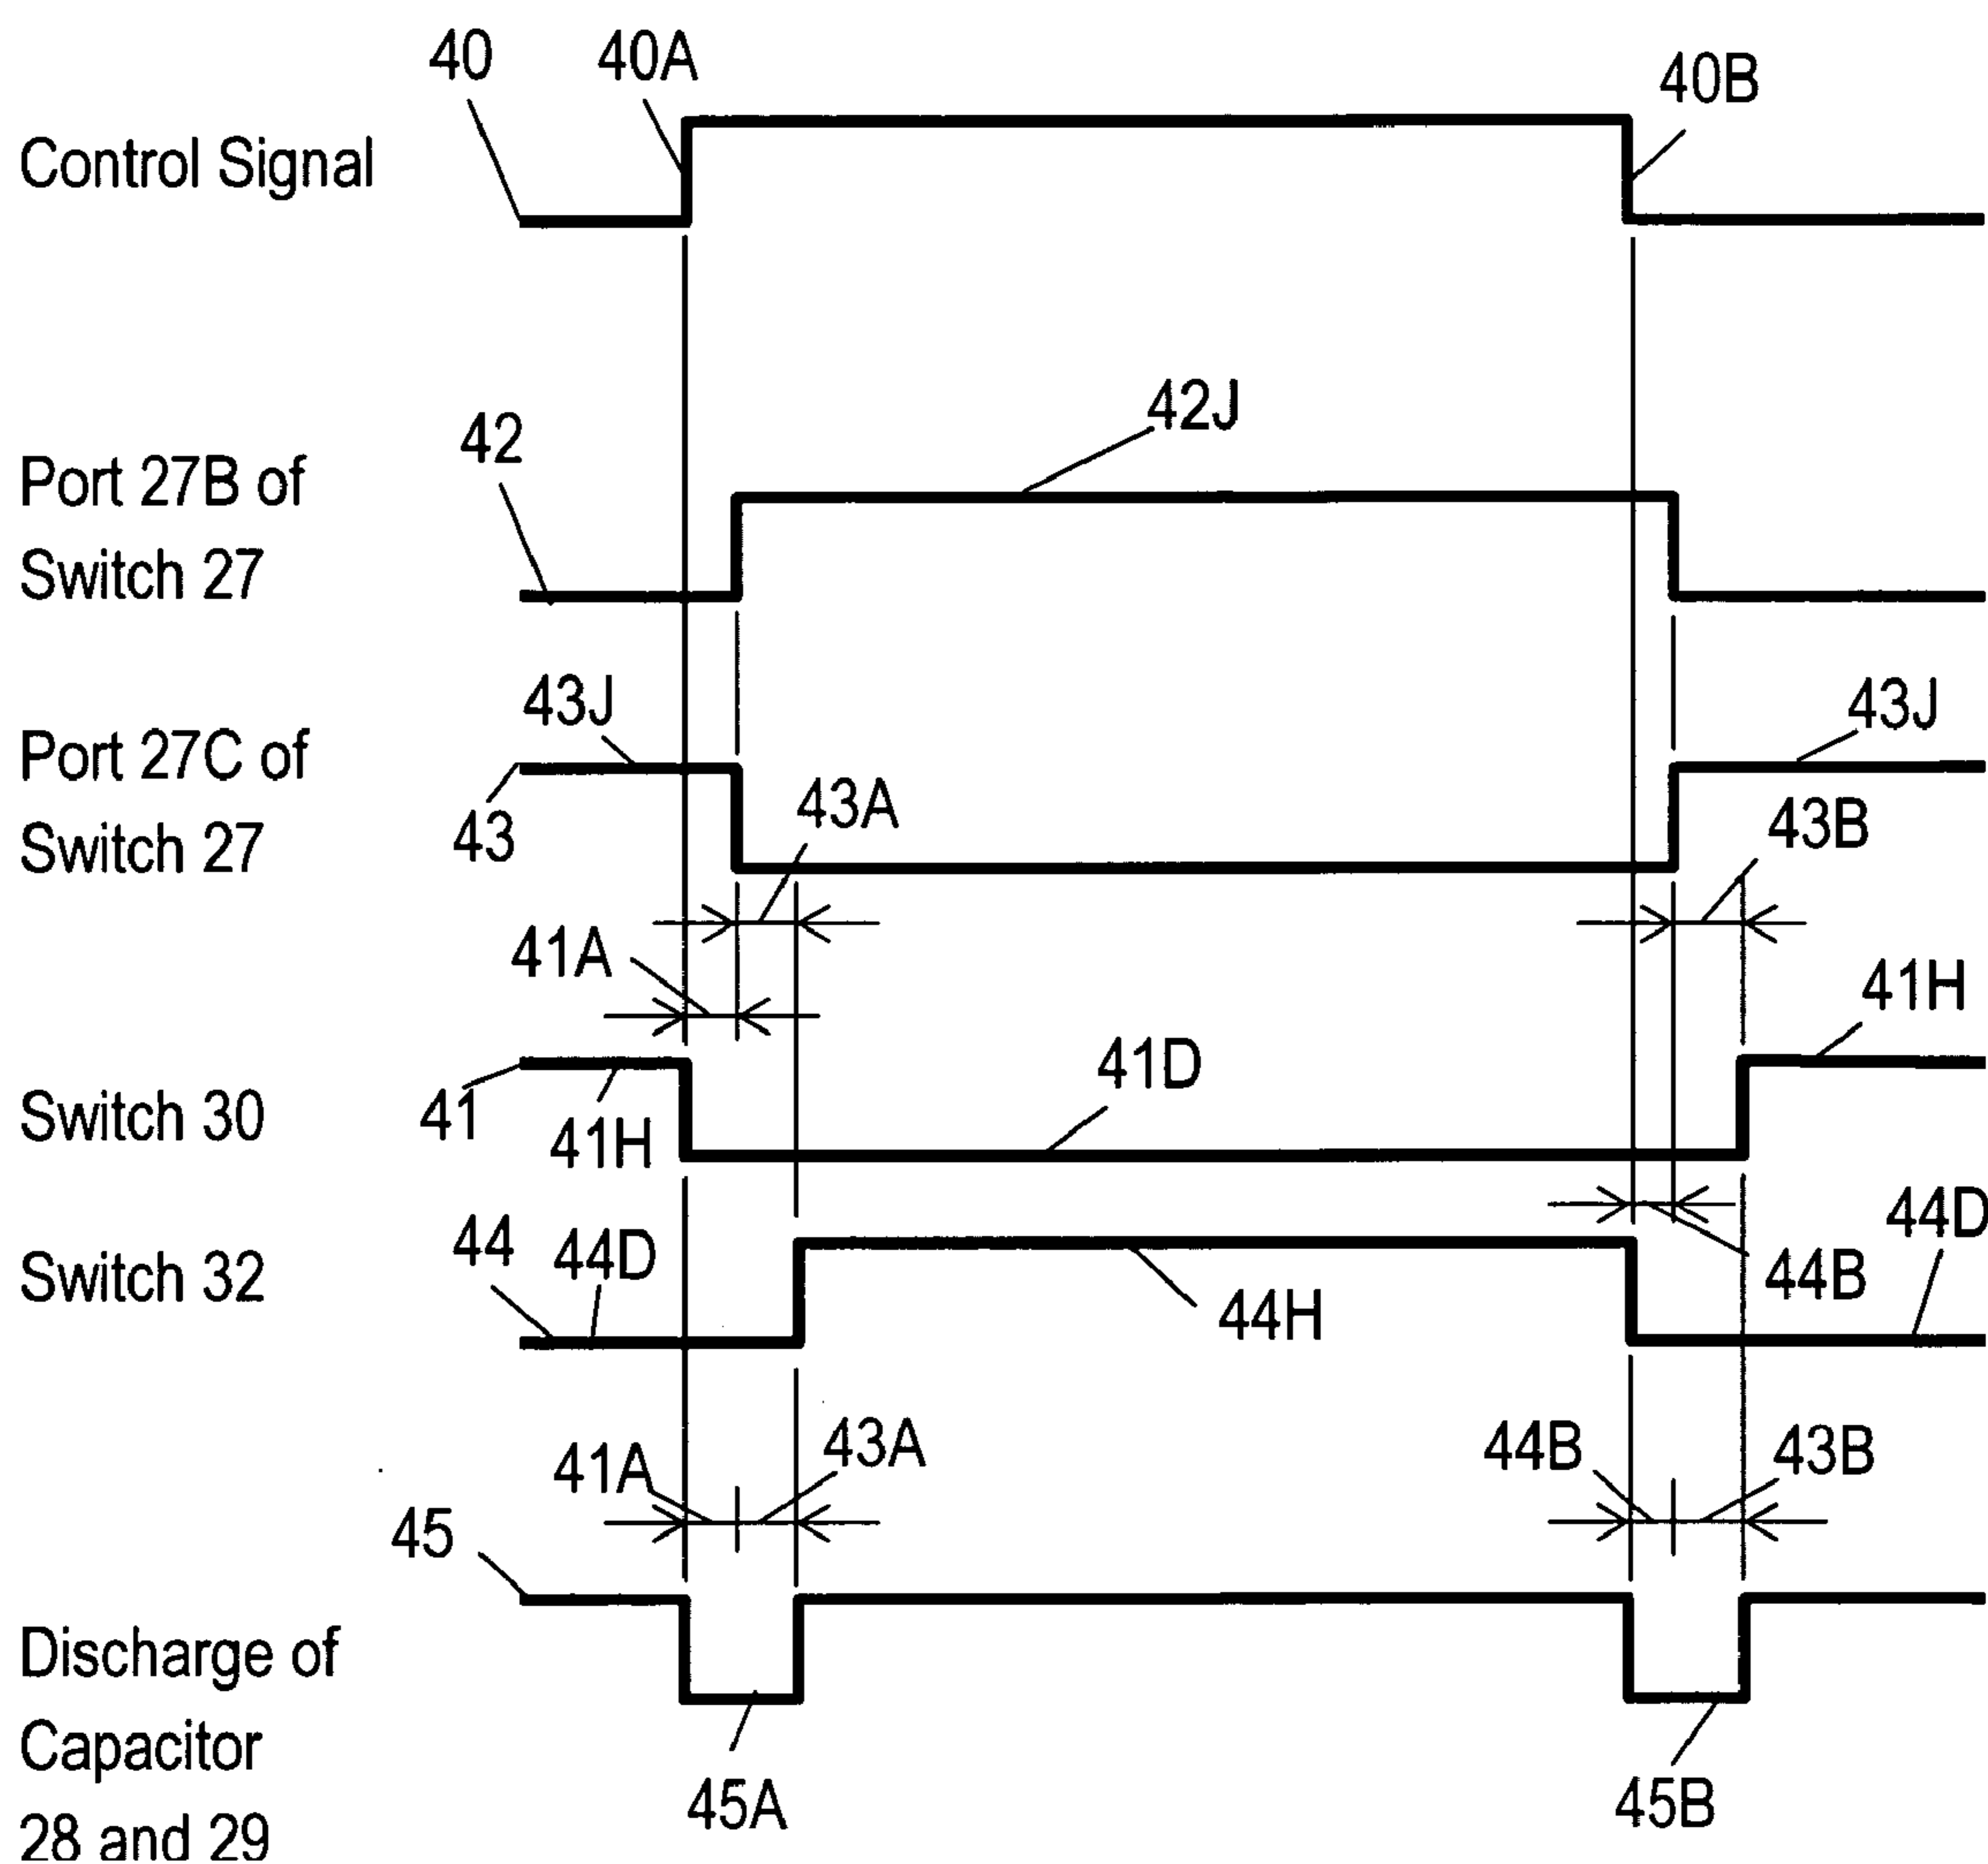 40
40A
40B
Control Signal
42
42J
Port 27B of
Switch 27
43J
43J
Port 27C of
Switch 27
43
43A
43B
41A
41H
41D
Switch 30
41
41H
44D
Switch 32
44
44D
44B
44H
41A
43A
44B
43B
45
Discharge of
Capacitor
28 and 29
45A
45B